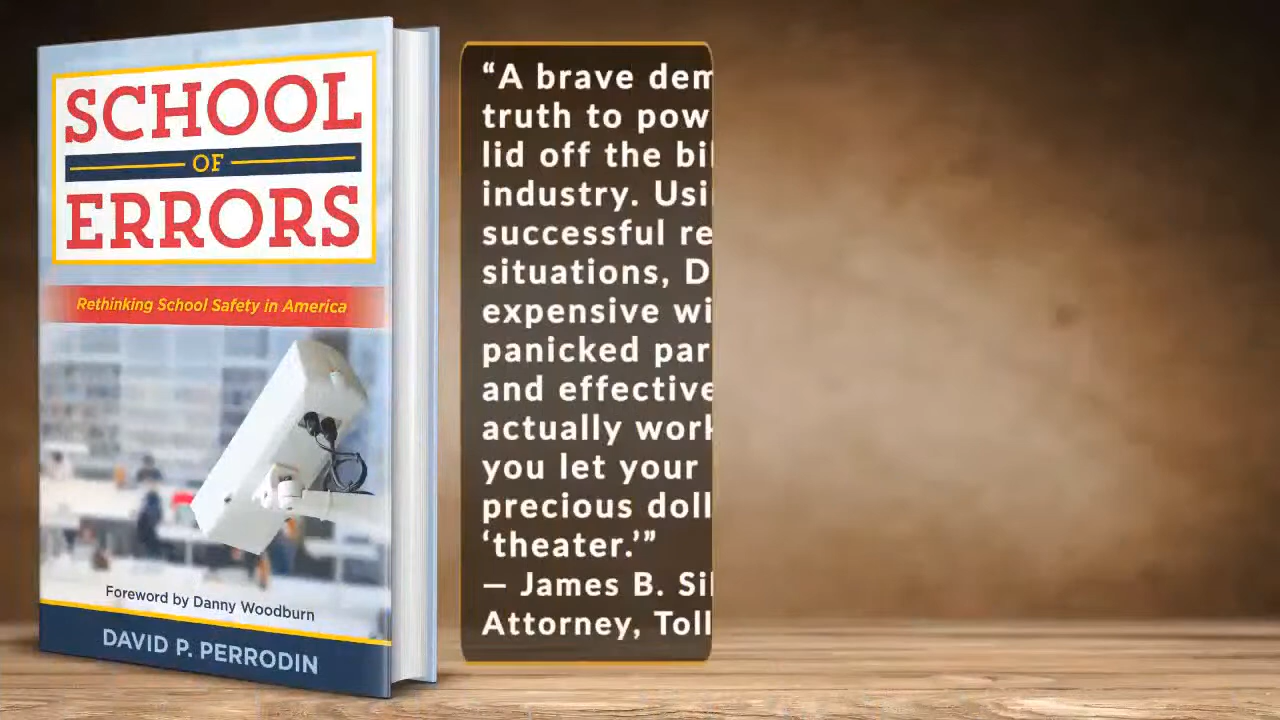 SCHOOL
OF
ERRORS
Rethinking School Safety in America
Foreword by Danny Woodburn
DAVID P. PERRODIN
“A brave dem
truth to pow
lid off the bil
industry. Usi
successful re
situations, D
expensive wi
panicked par
and effective
actually work
you let your
precious doll
‘theater.’”
— James B. Sil
Attorney, Toll